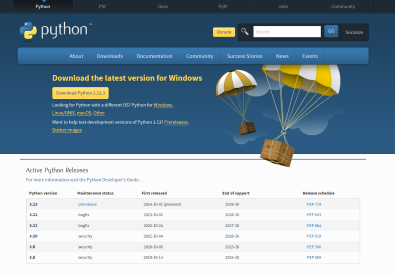 Python
PSF
Docs
PyPI
Jobs
Community
python™
Donate
Search
GO
Socialize
About
Downloads
Documentation
Community
Success Stories
News
Events
Download the latest version for Windows
Download Python 3.12.3
Looking for Python with a different OS? Python for Windows,
Linux/UNIX, macOS, Other
Want to help test development versions of Python 3.13? Prereleases,
Docker images
Active Python Releases
For more information visit the Python Developer's Guide.
Python version Maintenance status First released End of support Release schedule
3.13 prerelease 2024-10-01 (planned) 2029-10 PEP 719
3.12 bugfix 2023-10-02 2028-10 PEP 693
3.11 bugfix 2022-10-24 2027-10 PEP 664
3.10 security 2021-10-04 2026-10 PEP 619
3.9 security 2020-10-05 2025-10 PEP 596
3.8 security 2019-10-14 2024-10 PEP 569